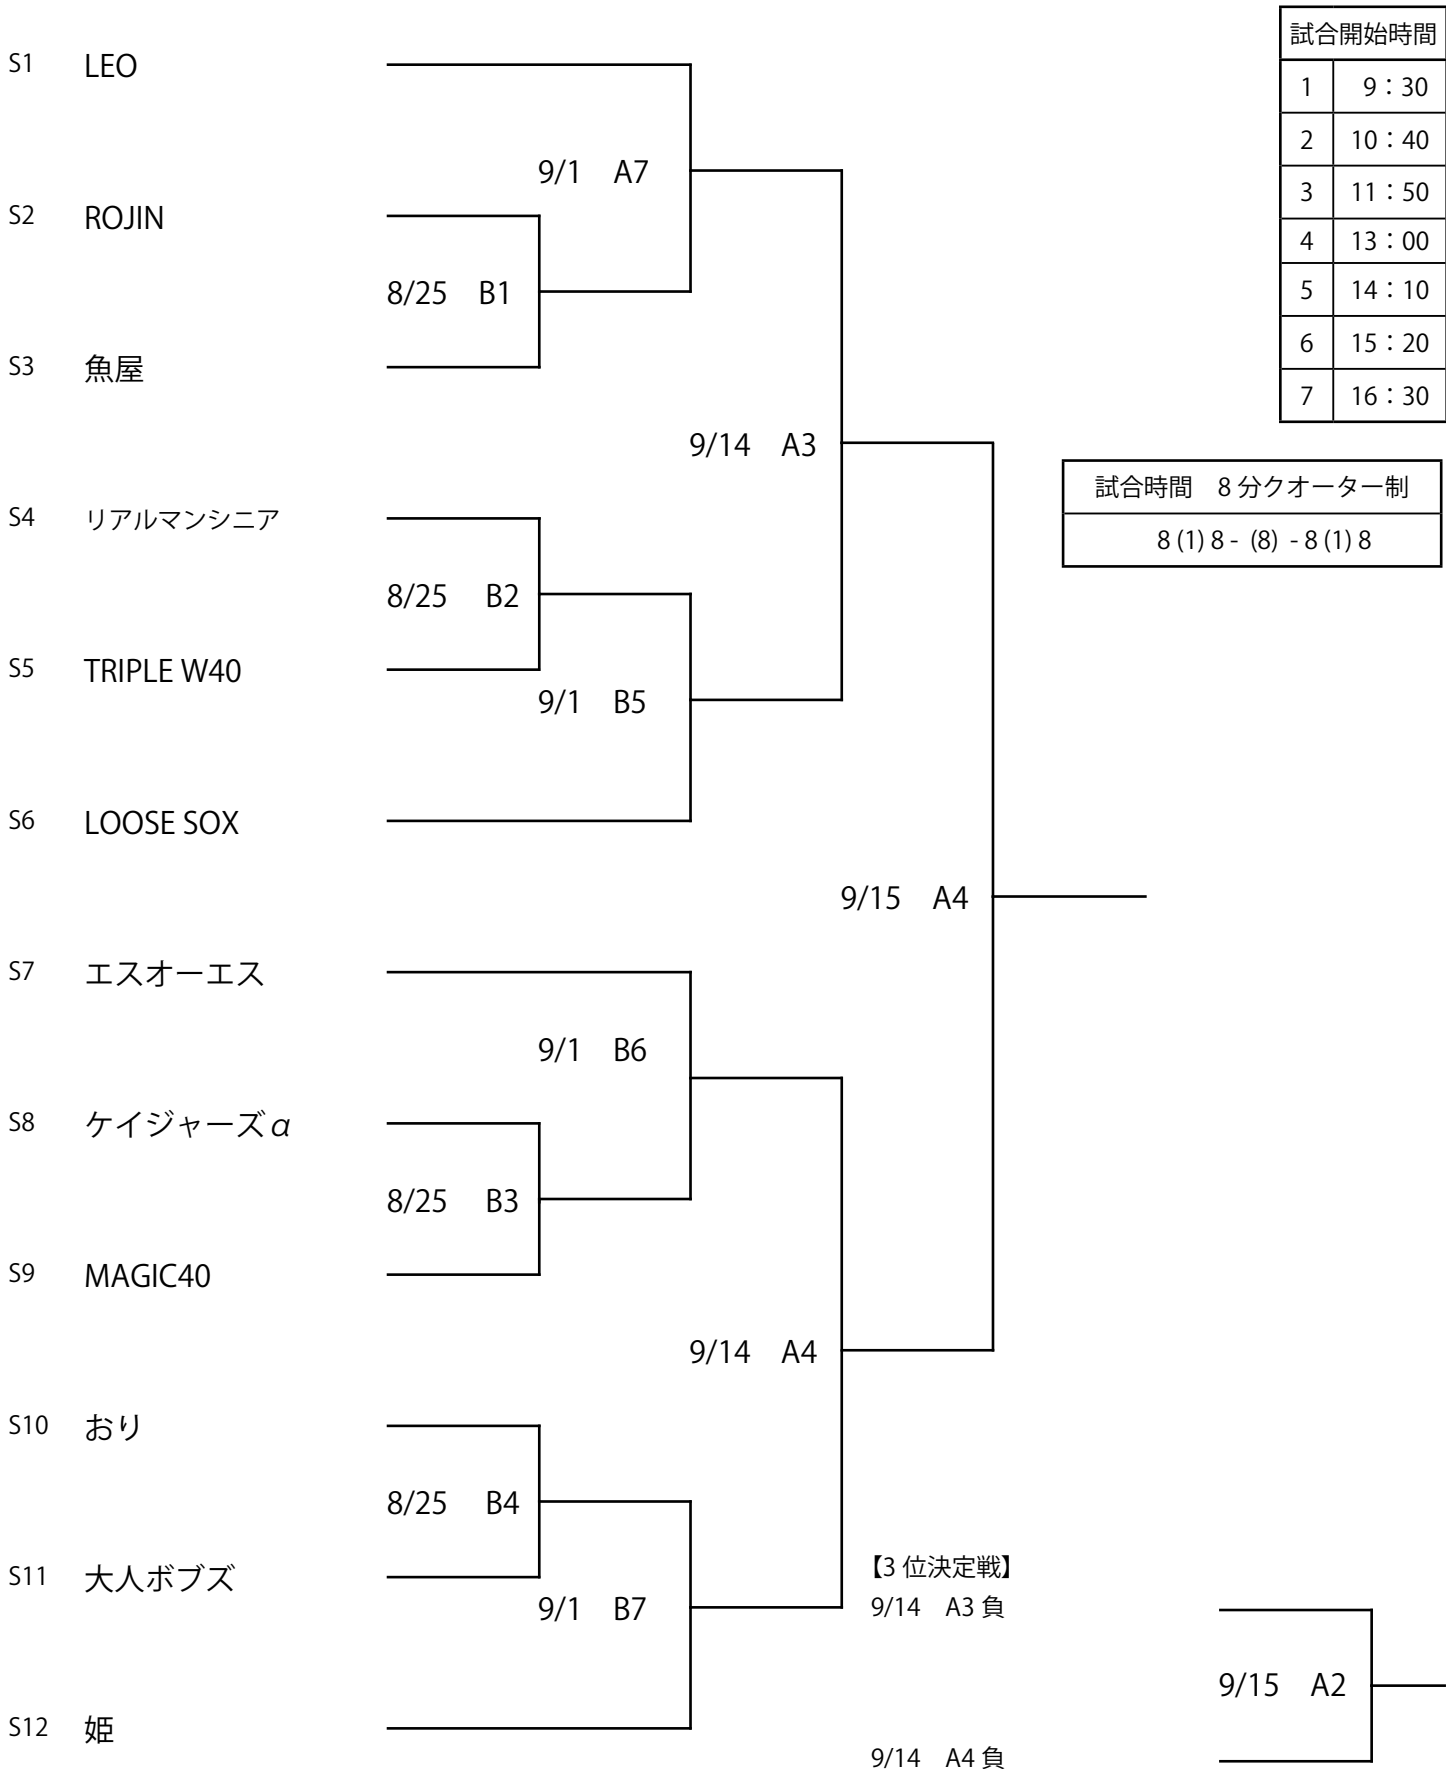 試合開始時間
1 9：30
2 10：40
3 11：50
4 13：00
5 14：10
6 15：20
7 16：30
試合時間　8 分クオーター制
8 (1) 8 - (8) - 8 (1) 8
S1 LEO
9/1 A7
S2 ROJIN
8/25 B1
S3 魚屋
9/14 A3
S4 リアルマンシニア
8/25 B2
S5 TRIPLE W40
9/1 B5
S6 LOOSE SOX
9/15 A4
S7 エスオーエス
9/1 B6
S8 ケイジャーズα
8/25 B3
S9 MAGIC40
9/14 A4
S10 おり
8/25 B4
S11 大人ボブズ
9/1 B7
S12 姫
【3 位決定戦】
9/14 A3 負
9/15 A2
9/14 A4 負